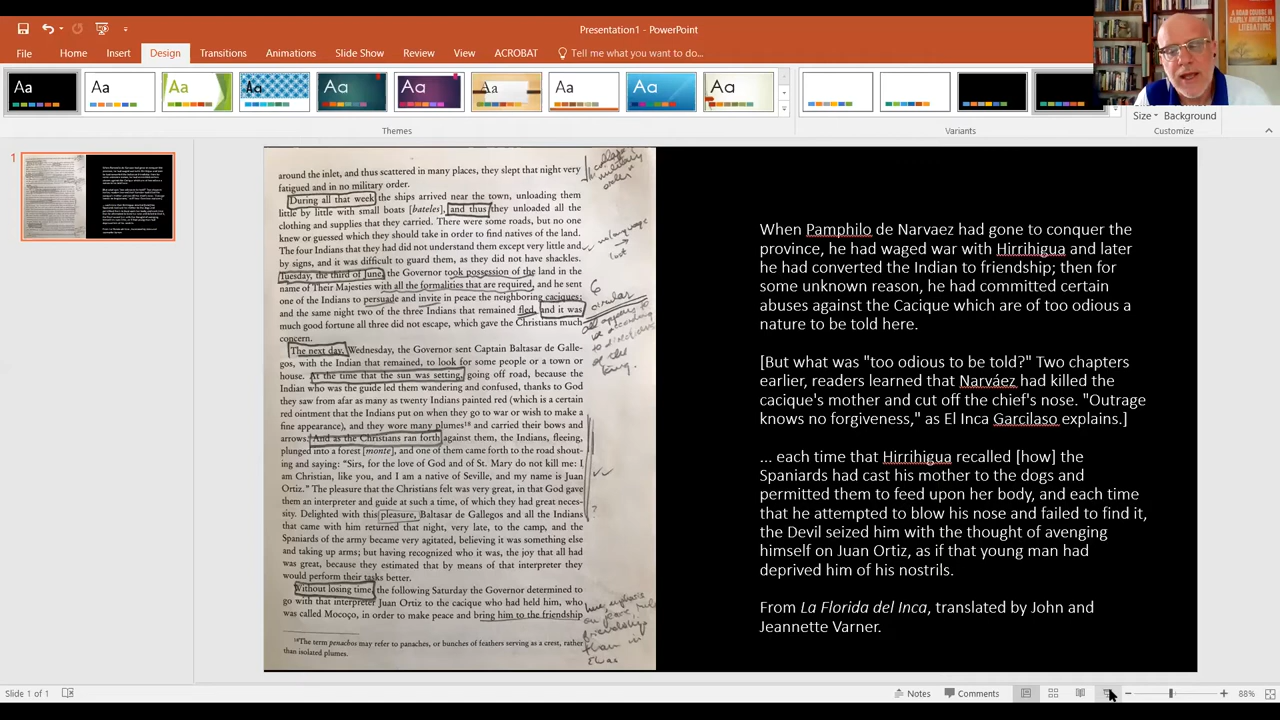 Presentation1 - PowerPoint
File Home Insert Design Transitions Animations Slide Show Review View ACROBAT Tell me what you want to do...
A ROAD COURSE IN
EARLY AMERICAN
LITERATURE
Aa Aa Aa Aa Aa Aa Aa Aa Aa Aa
Size Background
Themes Variants Customize
1
around the inlet, and thus scattered in many places, they slept that night very
fatigued and in no military order.
During all that week the ships arrived near the town, unloading them
little by little with small boats [bateles], and thus they unloaded all the
clothing and supplies that they carried. There were some roads, but no one
knew or guessed which they should take in order to find natives of the land.
The four Indians that they had did not understand them except very little and
by signs, and it was difficult to guard them, as they did not have shackles.
Tuesday, the third of June, the Governor took possession of the land in the
name of Their Majesties with all the formalities that are required, and he sent
one of the Indians to persuade and invite in peace the neighboring caciques;
and the same night two of the three Indians that remained fled, and it was
much good fortune all three did not escape, which gave the Christians much
concern.
The next day, Wednesday, the Governor sent Captain Baltasar de Galle-
gos, with the Indian that remained, to look for some people or a town or
house. At the time that the sun was setting, going off road, because the
Indian who was the guide led them wandering and confused, thanks to God
they saw from afar as many as twenty Indians painted red (which is a certain
red ointment that the Indians put on when they go to war or wish to make a
fine appearance), and they wore many plumes¹⁸ and carried their bows and
arrows. And as the Christians ran forth against them, the Indians, fleeing,
plunged into a forest [monte], and one of them came forth to the road shout-
ing and saying: "Sirs, for the love of God and of St. Mary do not kill me: I
am Christian, like you, and I am a native of Seville, and my name is Juan
Ortiz." The pleasure that the Christians felt was very great, in that God gave
them an interpreter and guide at such a time, of which they had great neces-
sity. Delighted with this pleasure, Baltasar de Gallegos and all the Indians
that came with him returned that night, very late, to the camp, and the
Spaniards of the army became very agitated, believing it was something else
and taking up arms; but having recognized who it was, the joy that all had
was great, because they estimated that by means of that interpreter they
would perform their tasks better.
Without losing time, the following Saturday the Governor determined to
go with that interpreter Juan Ortiz to the cacique who had held him, who
was called Mocoço, in order to make peace and bring him to the friendship
¹⁸The term penachos may refer to panaches, or bunches of feathers serving as a crest, rather
than isolated plumes.
military
order
language
lost
When Pamphilo de Narvaez had gone to conquer the
province, he had waged war with Hirrihigua and later
he had converted the Indian to friendship; then for
some unknown reason, he had committed certain
abuses against the Cacique which are of too odious a
nature to be told here.
[But what was "too odious to be told?" Two chapters
earlier, readers learned that Narváez had killed the
cacique's mother and cut off the chief's nose. "Outrage
knows no forgiveness," as El Inca Garcilaso explains.]
... each time that Hirrihigua recalled [how] the
Spaniards had cast his mother to the dogs and
permitted them to feed upon her body, and each time
that he attempted to blow his nose and failed to find it,
the Devil seized him with the thought of avenging
himself on Juan Ortiz, as if that young man had
deprived him of his nostrils.
From La Florida del Inca, translated by John and
Jeannette Varner.
Slide 1 of 1 Notes Comments 88%